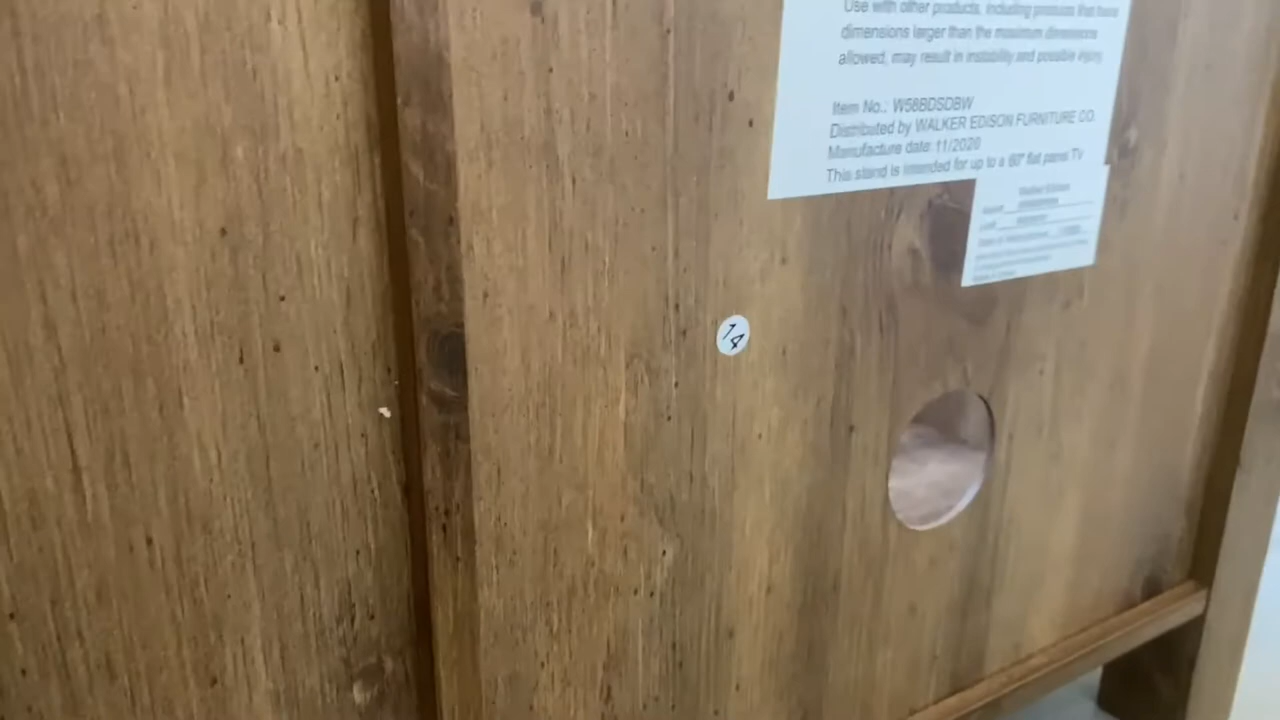 Use with other products, including products that have
dimensions larger than the maximum dimensions
allowed, may result in instability and possible injury.
Item No.: W58BDSDBW
Distributed by WALKER EDISON FURNITURE CO.
Manufacture date: 11/2020
This stand is intended for up to a 60" flat panel TV
Walker Edison
14